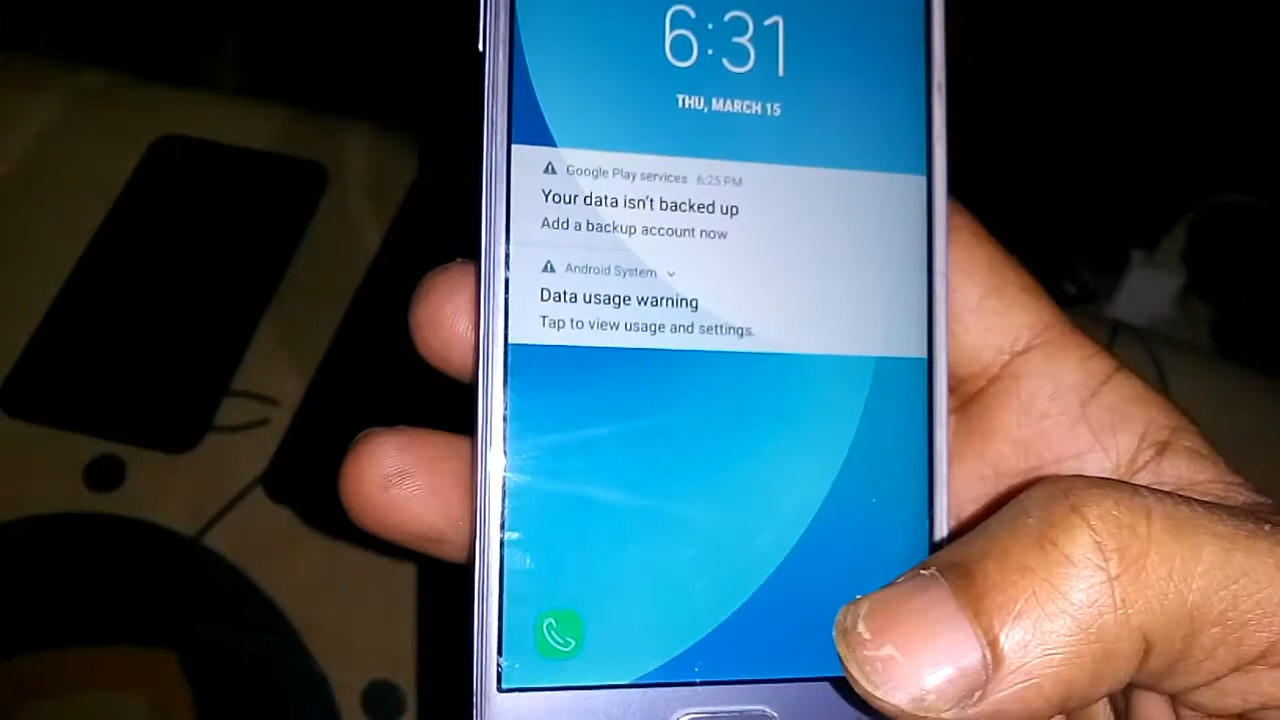 6:31
THU, MARCH 15
Google Play services 6:25 PM
Your data isn't backed up
Add a backup account now
Android System
Data usage warning
Tap to view usage and settings.